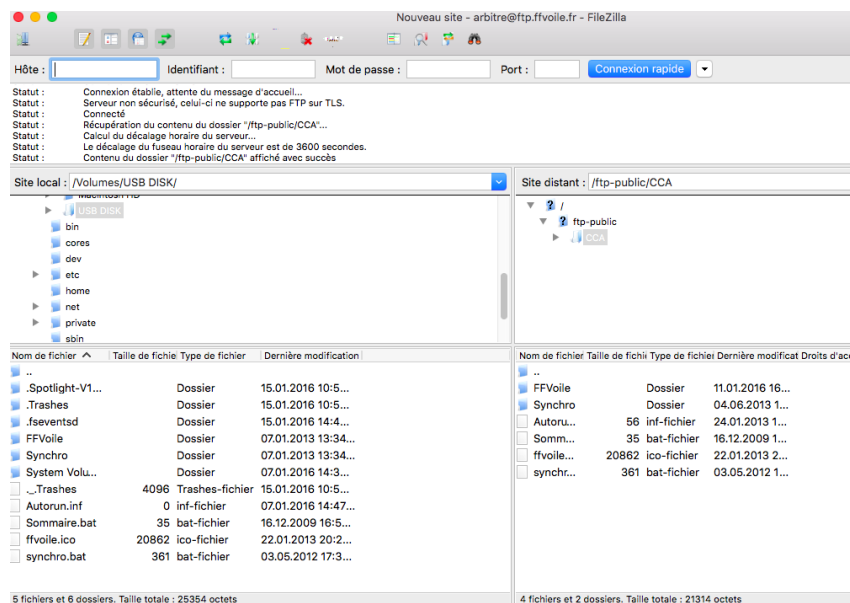 Nouveau site - arbitre@ftp.ffvoile.fr - FileZilla
Hôte : Identifiant : Mot de passe : Port : Connexion rapide
Statut : Connexion établie, attente du message d'accueil...
Statut : Serveur non sécurisé, celui-ci ne supporte pas FTP sur TLS.
Statut : Connecté
Statut : Récupération du contenu du dossier "/ftp-public/CCA"...
Statut : Calcul du décalage horaire du serveur...
Statut : Le décalage du fuseau horaire du serveur est de 3600 secondes.
Statut : Contenu du dossier "/ftp-public/CCA" affiché avec succès
Site local : /Volumes/USB DISK/
Macintosh HD
USB DISK
bin
cores
dev
etc
home
net
private
sbin
Nom de fichier Taille de fichie Type de fichier Dernière modification
..
.Spotlight-V1... Dossier 15.01.2016 10:5...
.Trashes Dossier 15.01.2016 10:5...
.fseventsd Dossier 15.01.2016 14:4...
FFVoile Dossier 07.01.2013 13:34...
Synchro Dossier 07.01.2013 13:34...
System Volu... Dossier 07.01.2016 14:3...
._.Trashes 4096 Trashes-fichier 15.01.2016 10:5...
Autorun.inf 0 inf-fichier 07.01.2016 14:47...
Sommaire.bat 35 bat-fichier 16.12.2009 16:5...
ffvoile.ico 20862 ico-fichier 22.01.2013 20:2...
synchro.bat 361 bat-fichier 03.05.2012 17:3...
5 fichiers et 6 dossiers. Taille totale : 25354 octets
Site distant : /ftp-public/CCA
/
ftp-public
CCA
Nom de fichier Taille de fichi Type de fichier Dernière modificat Droits d'acc
..
FFVoile Dossier 11.01.2016 16...
Synchro Dossier 04.06.2013 1...
Autoru... 56 inf-fichier 24.01.2013 1...
Somm... 35 bat-fichier 16.12.2009 1...
ffvoile... 20862 ico-fichier 22.01.2013 2...
synchr... 361 bat-fichier 03.05.2012 1...
4 fichiers et 2 dossiers. Taille totale : 21314 octets